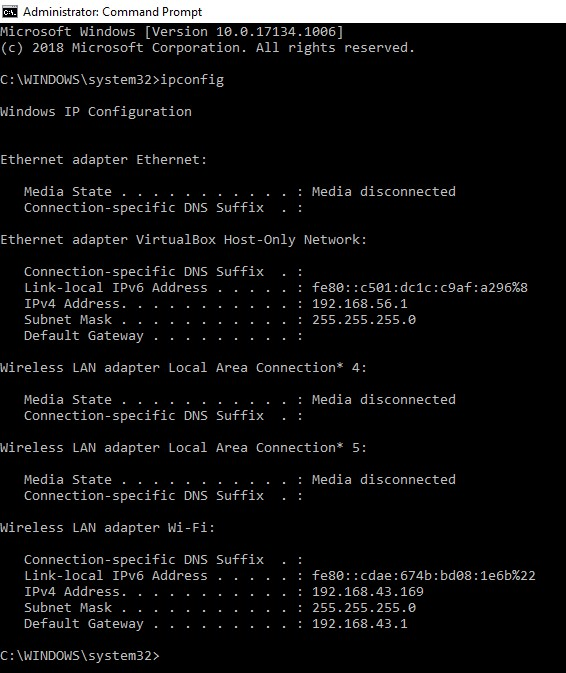 Administrator: Command Prompt
Microsoft Windows [Version 10.0.17134.1006]
(c) 2018 Microsoft Corporation. All rights reserved.
C:\WINDOWS\system32>ipconfig
Windows IP Configuration
Ethernet adapter Ethernet:
Media State . . . . . . . . . . . : Media disconnected
Connection-specific DNS Suffix  . :
Ethernet adapter VirtualBox Host-Only Network:
Connection-specific DNS Suffix  . :
Link-local IPv6 Address . . . . . : fe80::c501:dc1c:c9af:a296%8
IPv4 Address. . . . . . . . . . . : 192.168.56.1
Subnet Mask . . . . . . . . . . . : 255.255.255.0
Default Gateway . . . . . . . . . :
Wireless LAN adapter Local Area Connection* 4:
Media State . . . . . . . . . . . : Media disconnected
Connection-specific DNS Suffix  . :
Wireless LAN adapter Local Area Connection* 5:
Media State . . . . . . . . . . . : Media disconnected
Connection-specific DNS Suffix  . :
Wireless LAN adapter Wi-Fi:
Connection-specific DNS Suffix  . :
Link-local IPv6 Address . . . . . : fe80::cdae:674b:bd08:1e6b%22
IPv4 Address. . . . . . . . . . . : 192.168.43.169
Subnet Mask . . . . . . . . . . . : 255.255.255.0
Default Gateway . . . . . . . . . : 192.168.43.1
C:\WINDOWS\system32>